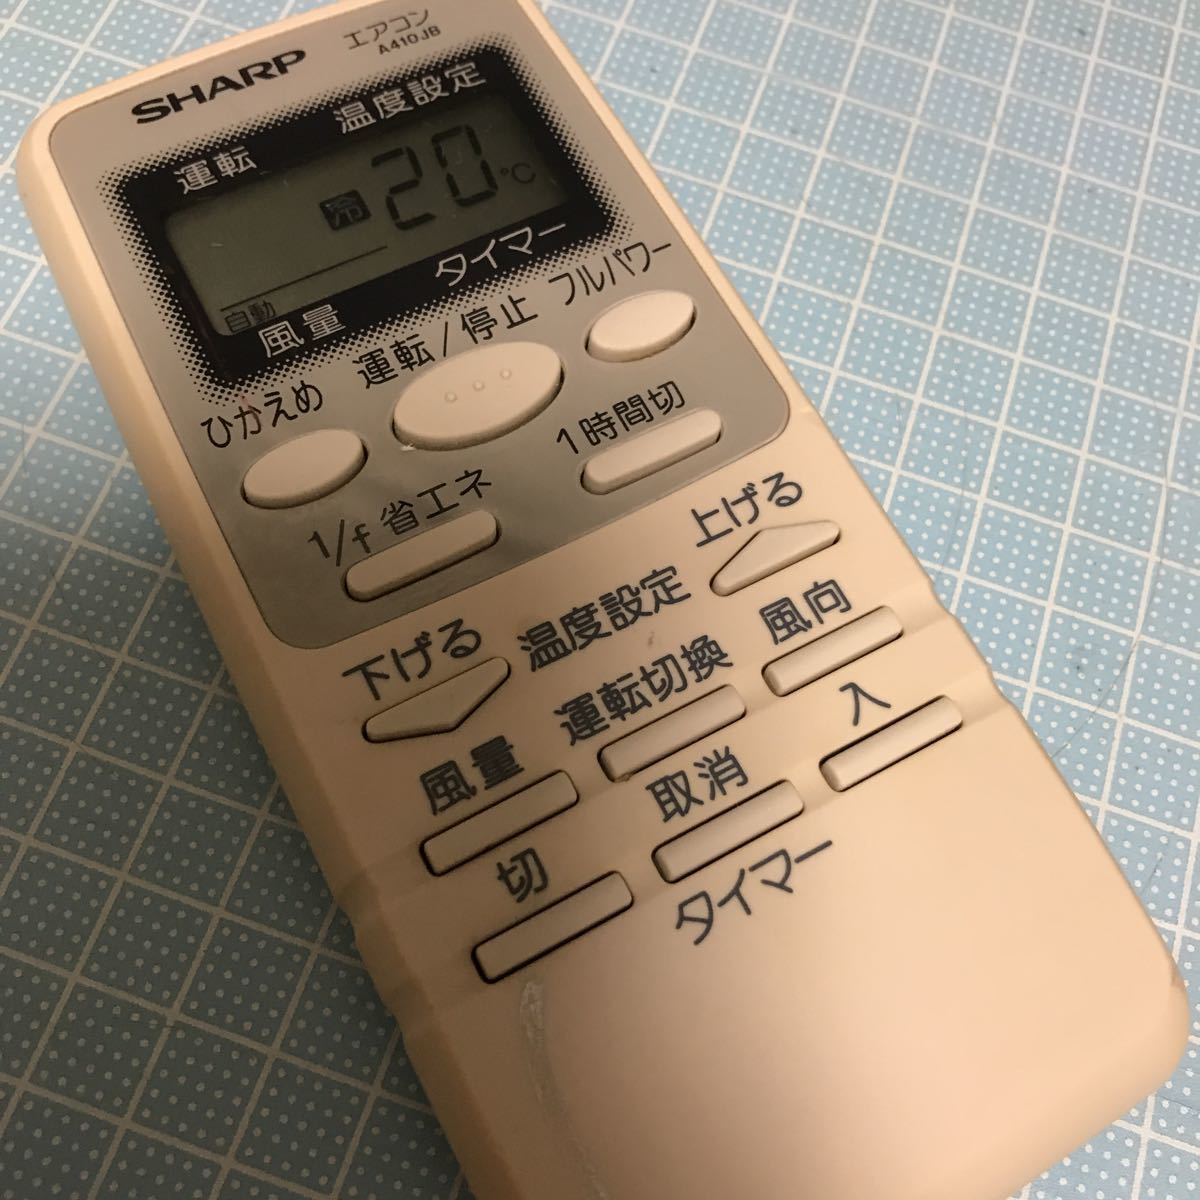 SHARP
エアコン
A410JB
運転
温度設定
冷 20℃
タイマー
自動
風量
ひかえめ
運転/停止
フルパワー
1/f 省エネ
1時間切
下げる
温度設定
上げる
風量
運転切換
風向
切
取消
入
タイマー